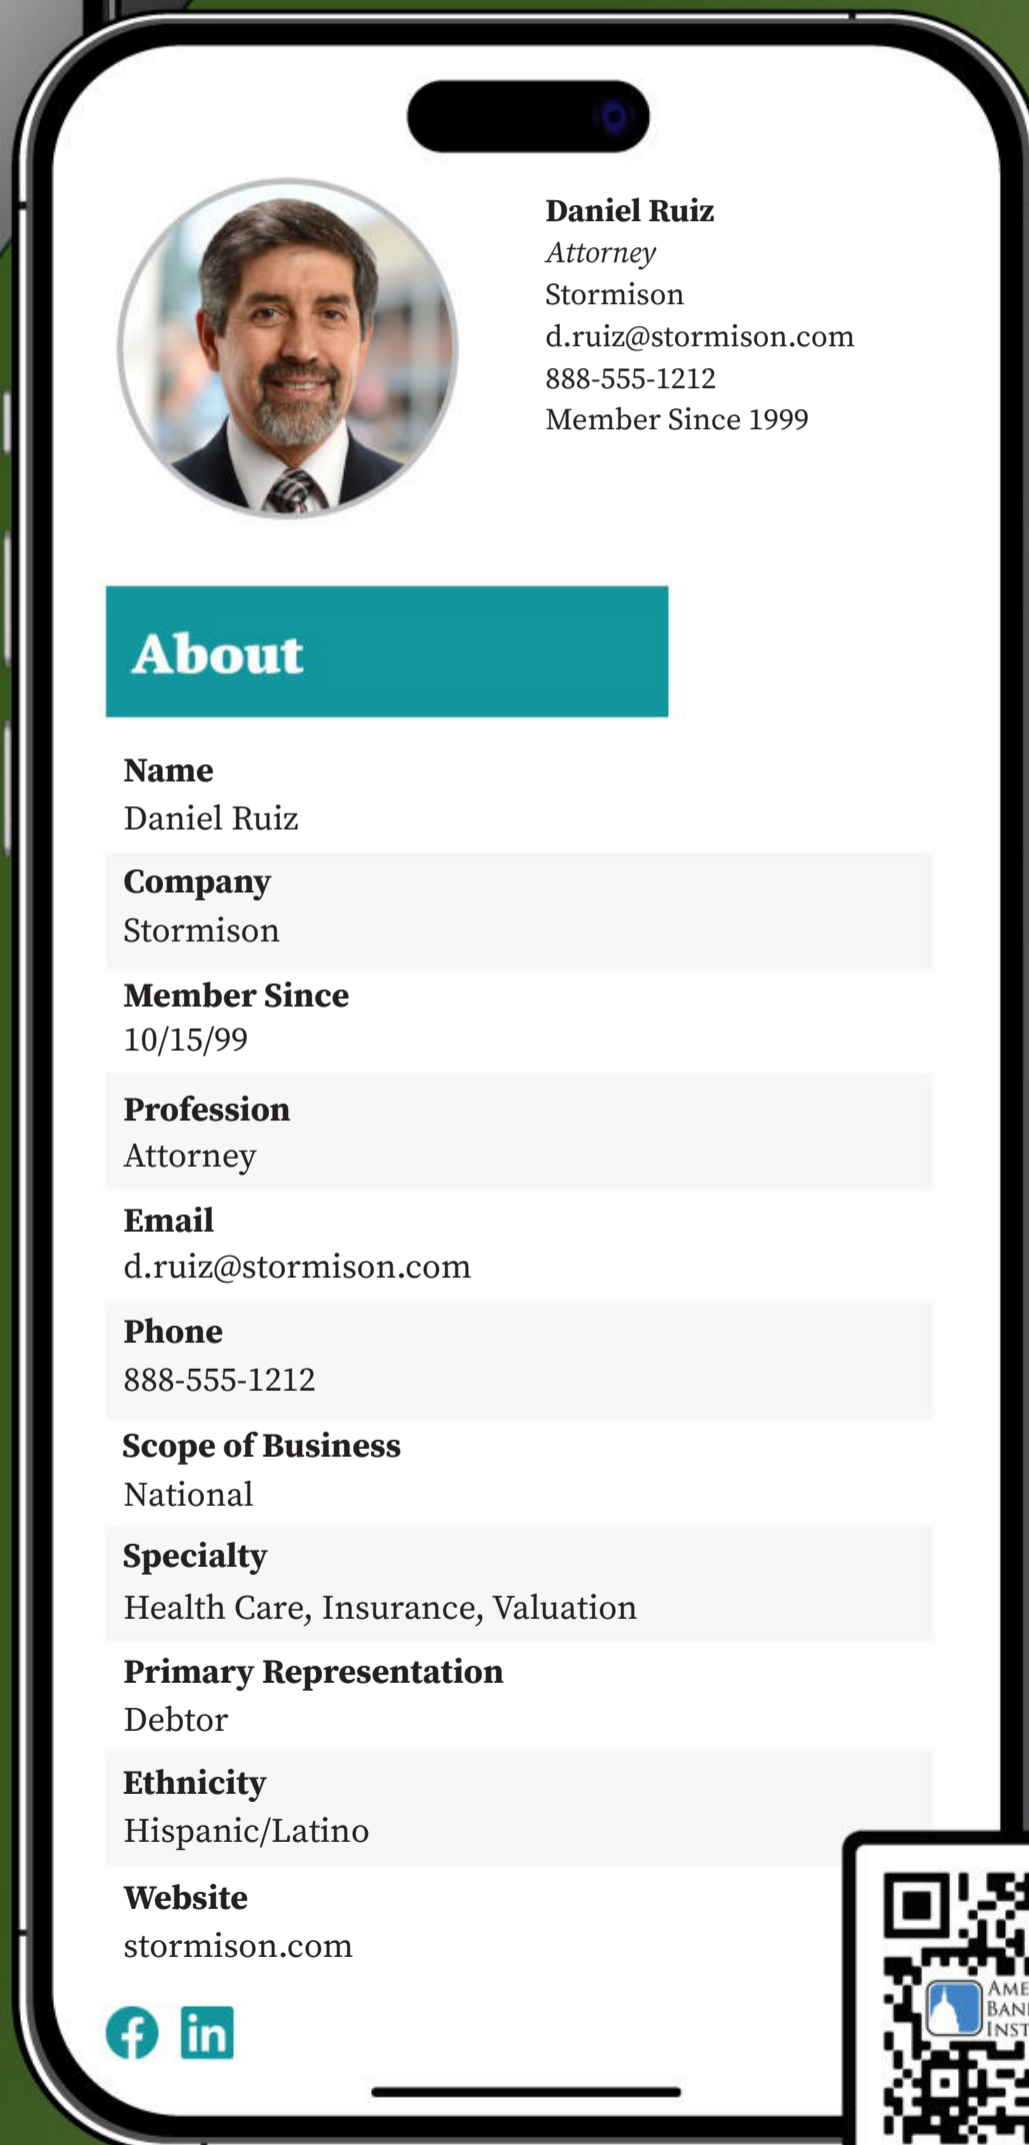 Daniel Ruiz
Attorney
Stormison
d.ruiz@stormison.com
888-555-1212
Member Since 1999
About
Name
Daniel Ruiz
Company
Stormison
Member Since
10/15/99
Profession
Attorney
Email
d.ruiz@stormison.com
Phone
888-555-1212
Scope of Business
National
Specialty
Health Care, Insurance, Valuation
Primary Representation
Debtor
Ethnicity
Hispanic/Latino
Website
stormison.com
f in